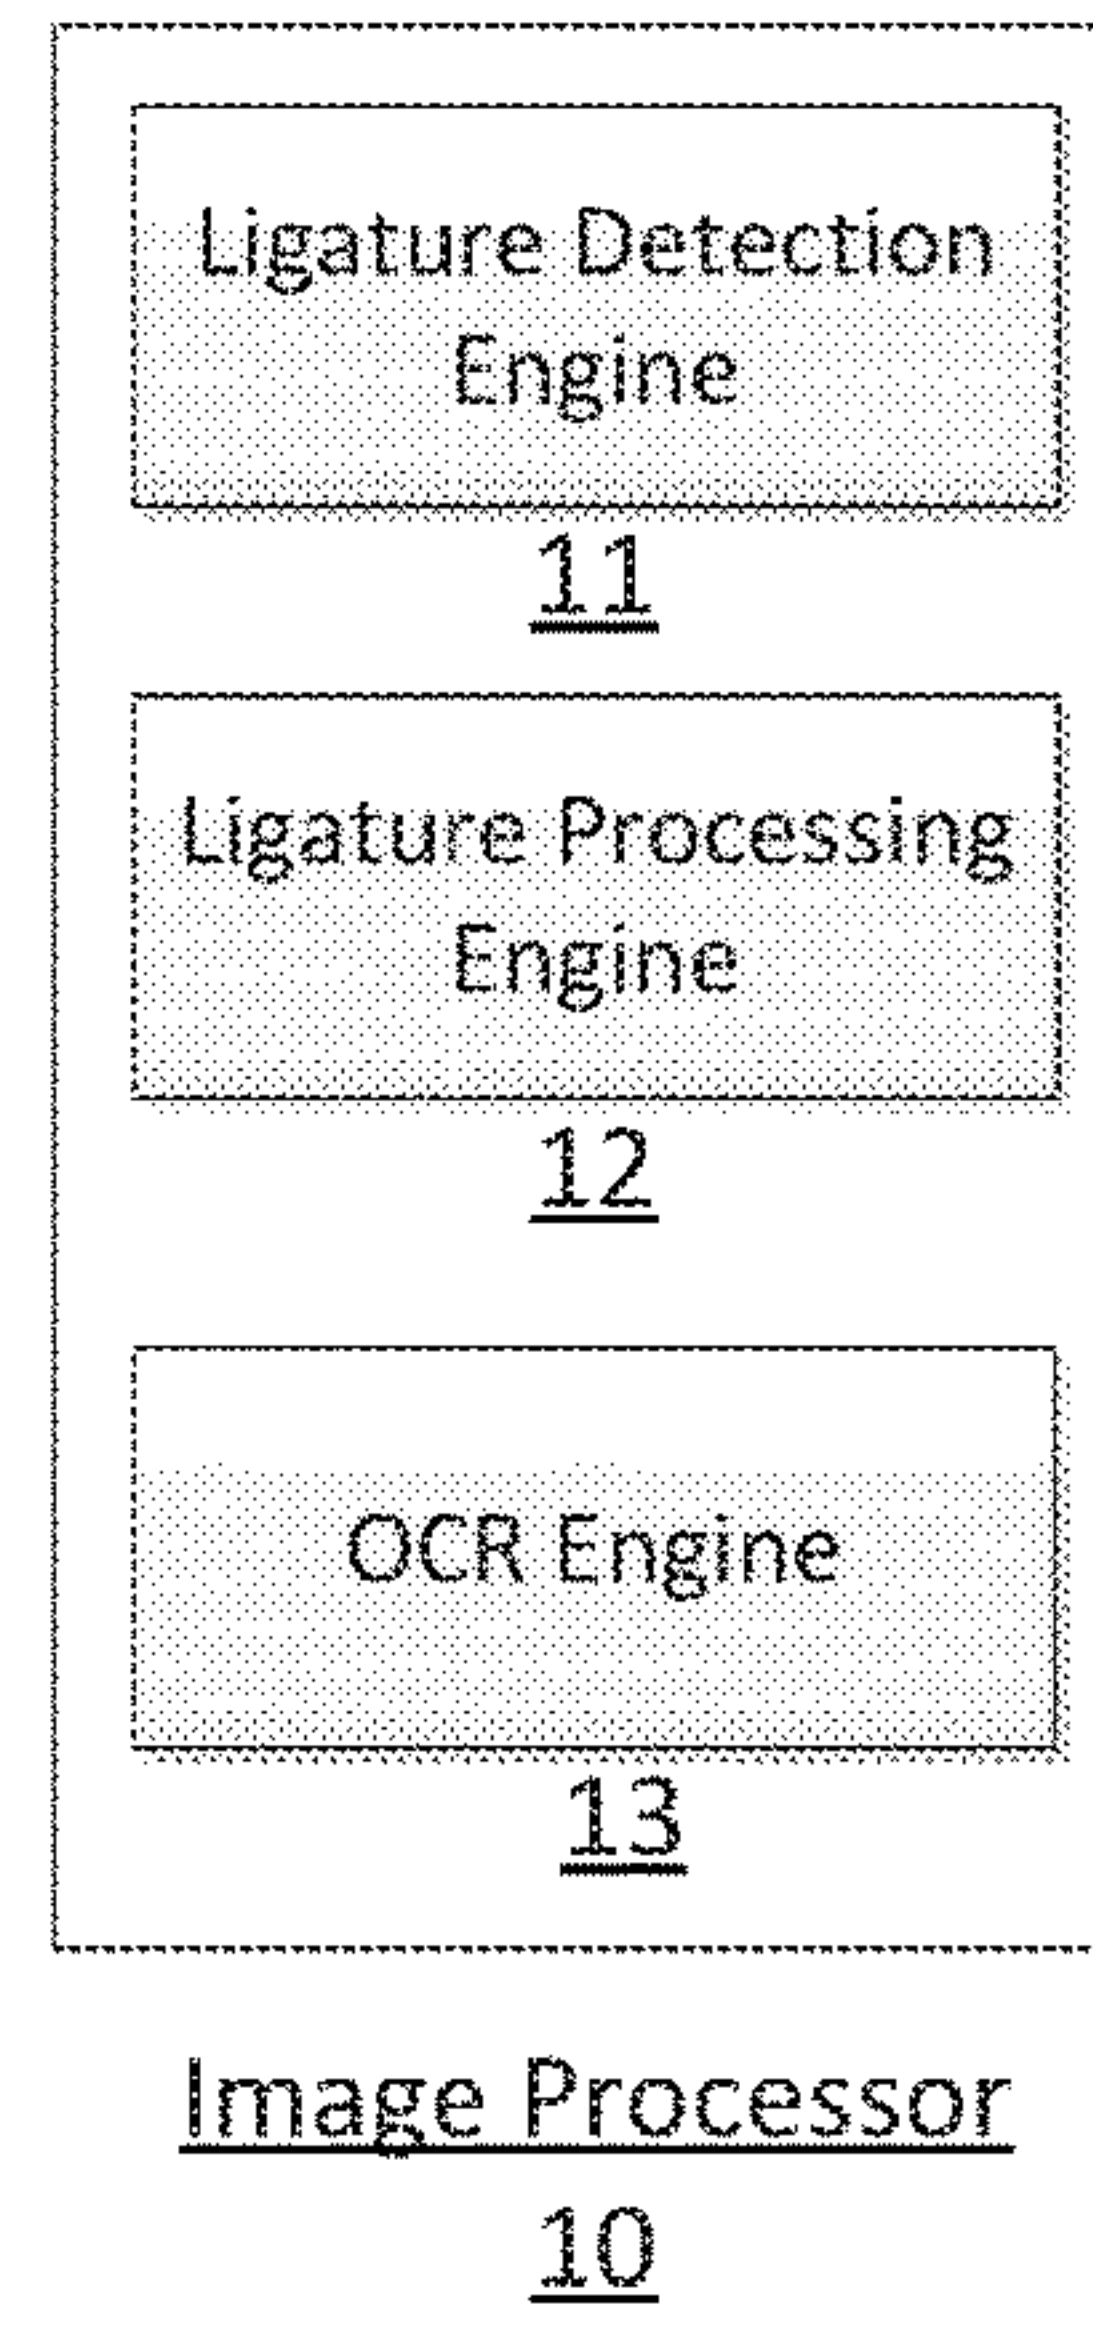 Ligature Detection
Engine
11
Ligature Processing
Engine
12
OCR Engine
13
Image Processor
10